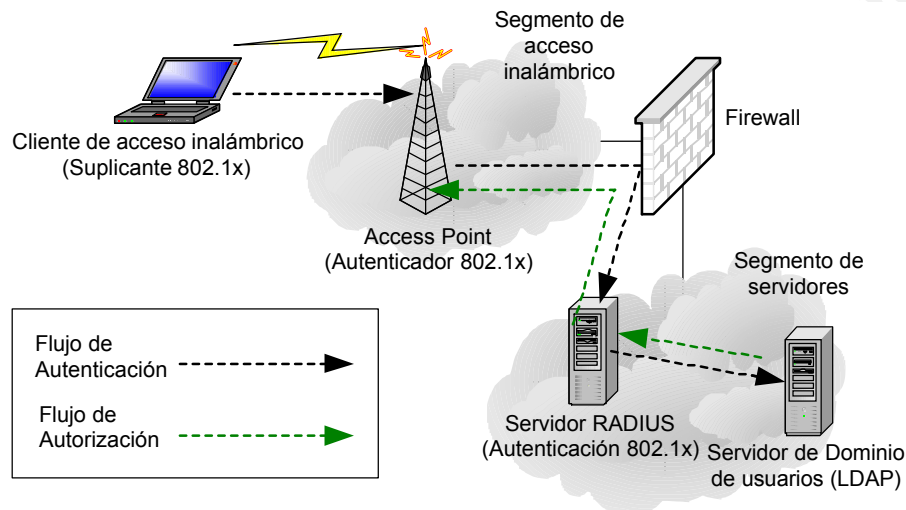 Segmento de
acceso
inalámbrico
Firewall
Cliente de acceso inalámbrico
(Suplicante 802.1x)
Access Point
(Autenticador 802.1x)
Segmento de
servidores
Flujo de
Autenticación
Flujo de
Autorización
Servidor RADIUS
(Autenticación 802.1x)
Servidor de Dominio
de usuarios (LDAP)